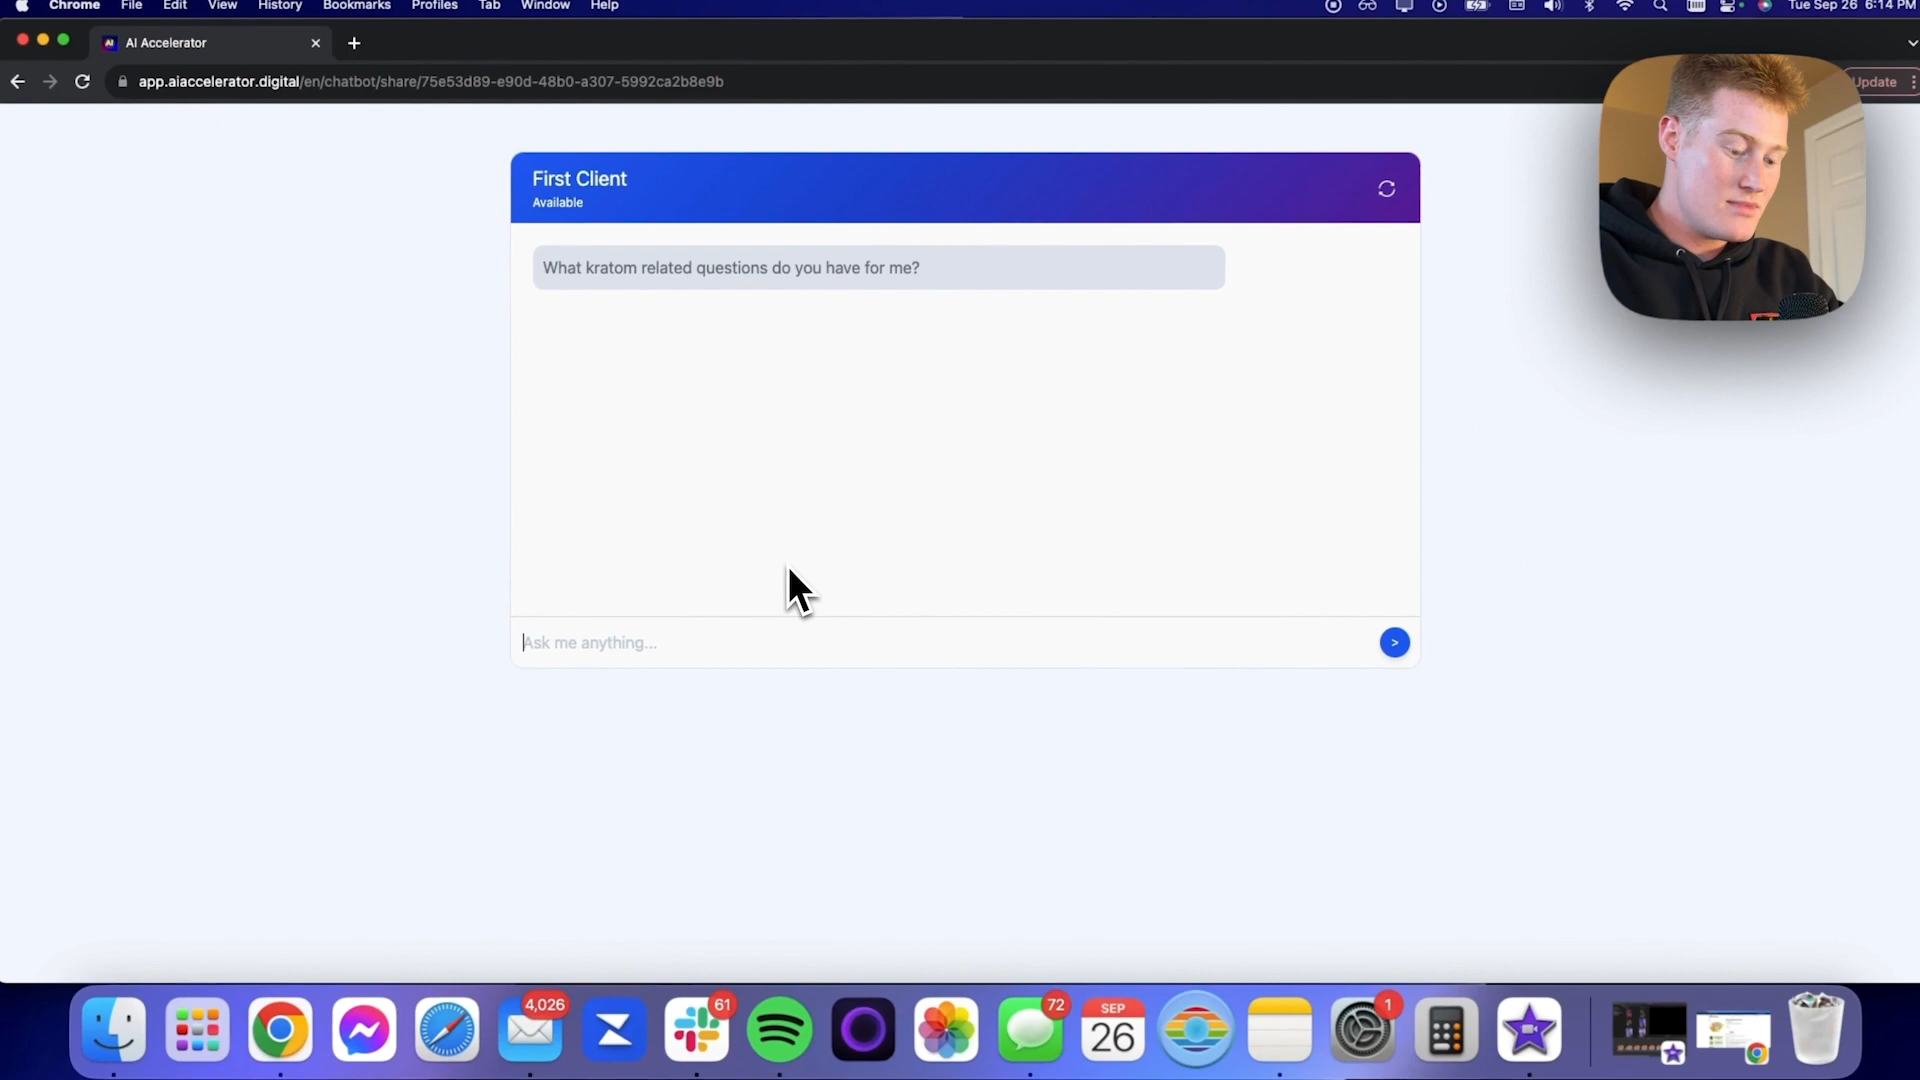 Chrome File Edit View History Bookmarks Profiles Tab Window Help Tue Sep 26 6:14 PM
AI AI Accelerator
app.aiaccelerator.digital/en/chatbot/share/75e53d89-e90d-48b0-a307-5992ca2b8e9b Update
First Client
Available
What kratom related questions do you have for me?
Ask me anything... >
4,026 61 72 SEP 26 1